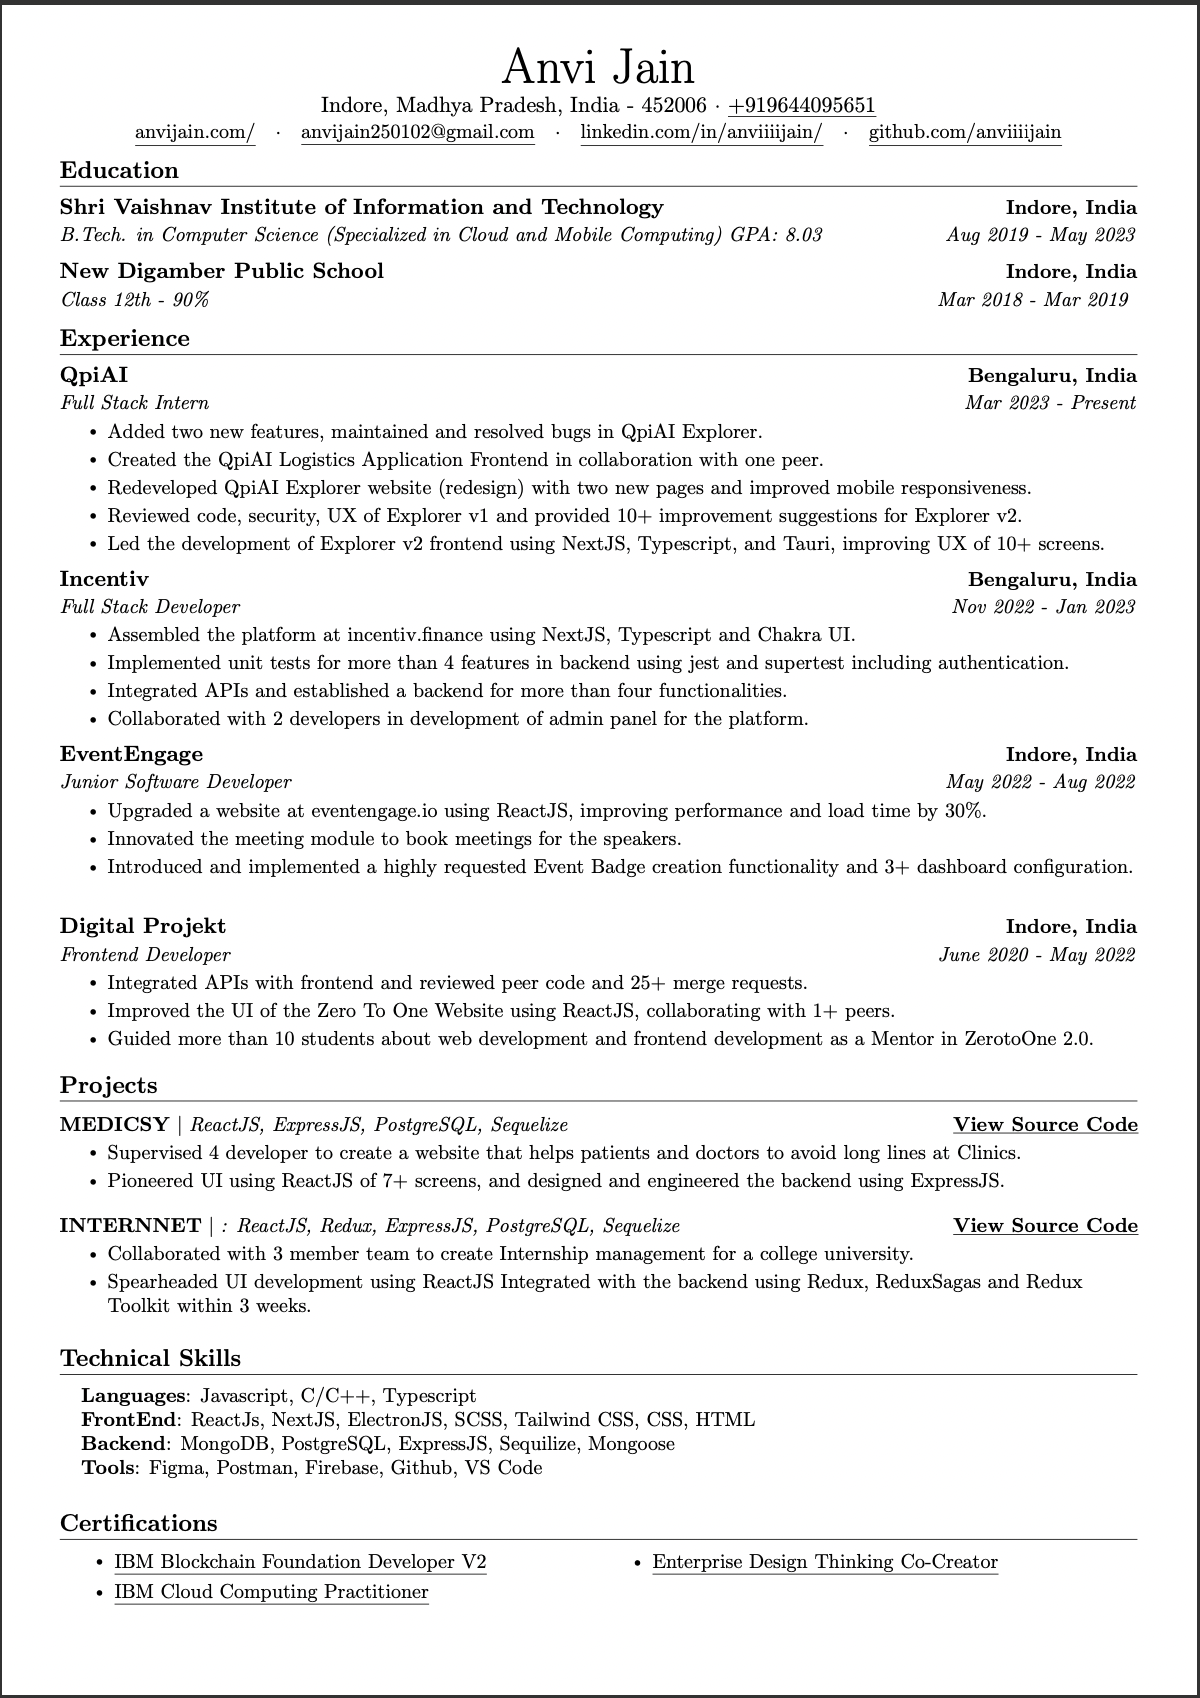 Anvi Jain
Indore, Madhya Pradesh, India - 452006 · +919644095651
anvijain.com/ · anvijain250102@gmail.com · linkedin.com/in/anviiiijain/ · github.com/anviiiijain
Education
Shri Vaishnav Institute of Information and Technology Indore, India
B.Tech. in Computer Science (Specialized in Cloud and Mobile Computing) GPA: 8.03 Aug 2019 - May 2023
New Digamber Public School Indore, India
Class 12th - 90% Mar 2018 - Mar 2019
Experience
QpiAI Bengaluru, India
Full Stack Intern Mar 2023 - Present
• Added two new features, maintained and resolved bugs in QpiAI Explorer.
• Created the QpiAI Logistics Application Frontend in collaboration with one peer.
• Redeveloped QpiAI Explorer website (redesign) with two new pages and improved mobile responsiveness.
• Reviewed code, security, UX of Explorer v1 and provided 10+ improvement suggestions for Explorer v2.
• Led the development of Explorer v2 frontend using NextJS, Typescript, and Tauri, improving UX of 10+ screens.
Incentiv Bengaluru, India
Full Stack Developer Nov 2022 - Jan 2023
• Assembled the platform at incentiv.finance using NextJS, Typescript and Chakra UI.
• Implemented unit tests for more than 4 features in backend using jest and supertest including authentication.
• Integrated APIs and established a backend for more than four functionalities.
• Collaborated with 2 developers in development of admin panel for the platform.
EventEngage Indore, India
Junior Software Developer May 2022 - Aug 2022
• Upgraded a website at eventengage.io using ReactJS, improving performance and load time by 30%.
• Innovated the meeting module to book meetings for the speakers.
• Introduced and implemented a highly requested Event Badge creation functionality and 3+ dashboard configuration.
Digital Projekt Indore, India
Frontend Developer June 2020 - May 2022
• Integrated APIs with frontend and reviewed peer code and 25+ merge requests.
• Improved the UI of the Zero To One Website using ReactJS, collaborating with 1+ peers.
• Guided more than 10 students about web development and frontend development as a Mentor in ZerotoOne 2.0.
Projects
MEDICSY | ReactJS, ExpressJS, PostgreSQL, Sequelize View Source Code
• Supervised 4 developer to create a website that helps patients and doctors to avoid long lines at Clinics.
• Pioneered UI using ReactJS of 7+ screens, and designed and engineered the backend using ExpressJS.
INTERNNET | : ReactJS, Redux, ExpressJS, PostgreSQL, Sequelize View Source Code
• Collaborated with 3 member team to create Internship management for a college university.
• Spearheaded UI development using ReactJS Integrated with the backend using Redux, ReduxSagas and Redux
Toolkit within 3 weeks.
Technical Skills
Languages: Javascript, C/C++, Typescript
FrontEnd: ReactJs, NextJS, ElectronJS, SCSS, Tailwind CSS, CSS, HTML
Backend: MongoDB, PostgreSQL, ExpressJS, Sequilize, Mongoose
Tools: Figma, Postman, Firebase, Github, VS Code
Certifications
• IBM Blockchain Foundation Developer V2 • Enterprise Design Thinking Co-Creator
• IBM Cloud Computing Practitioner